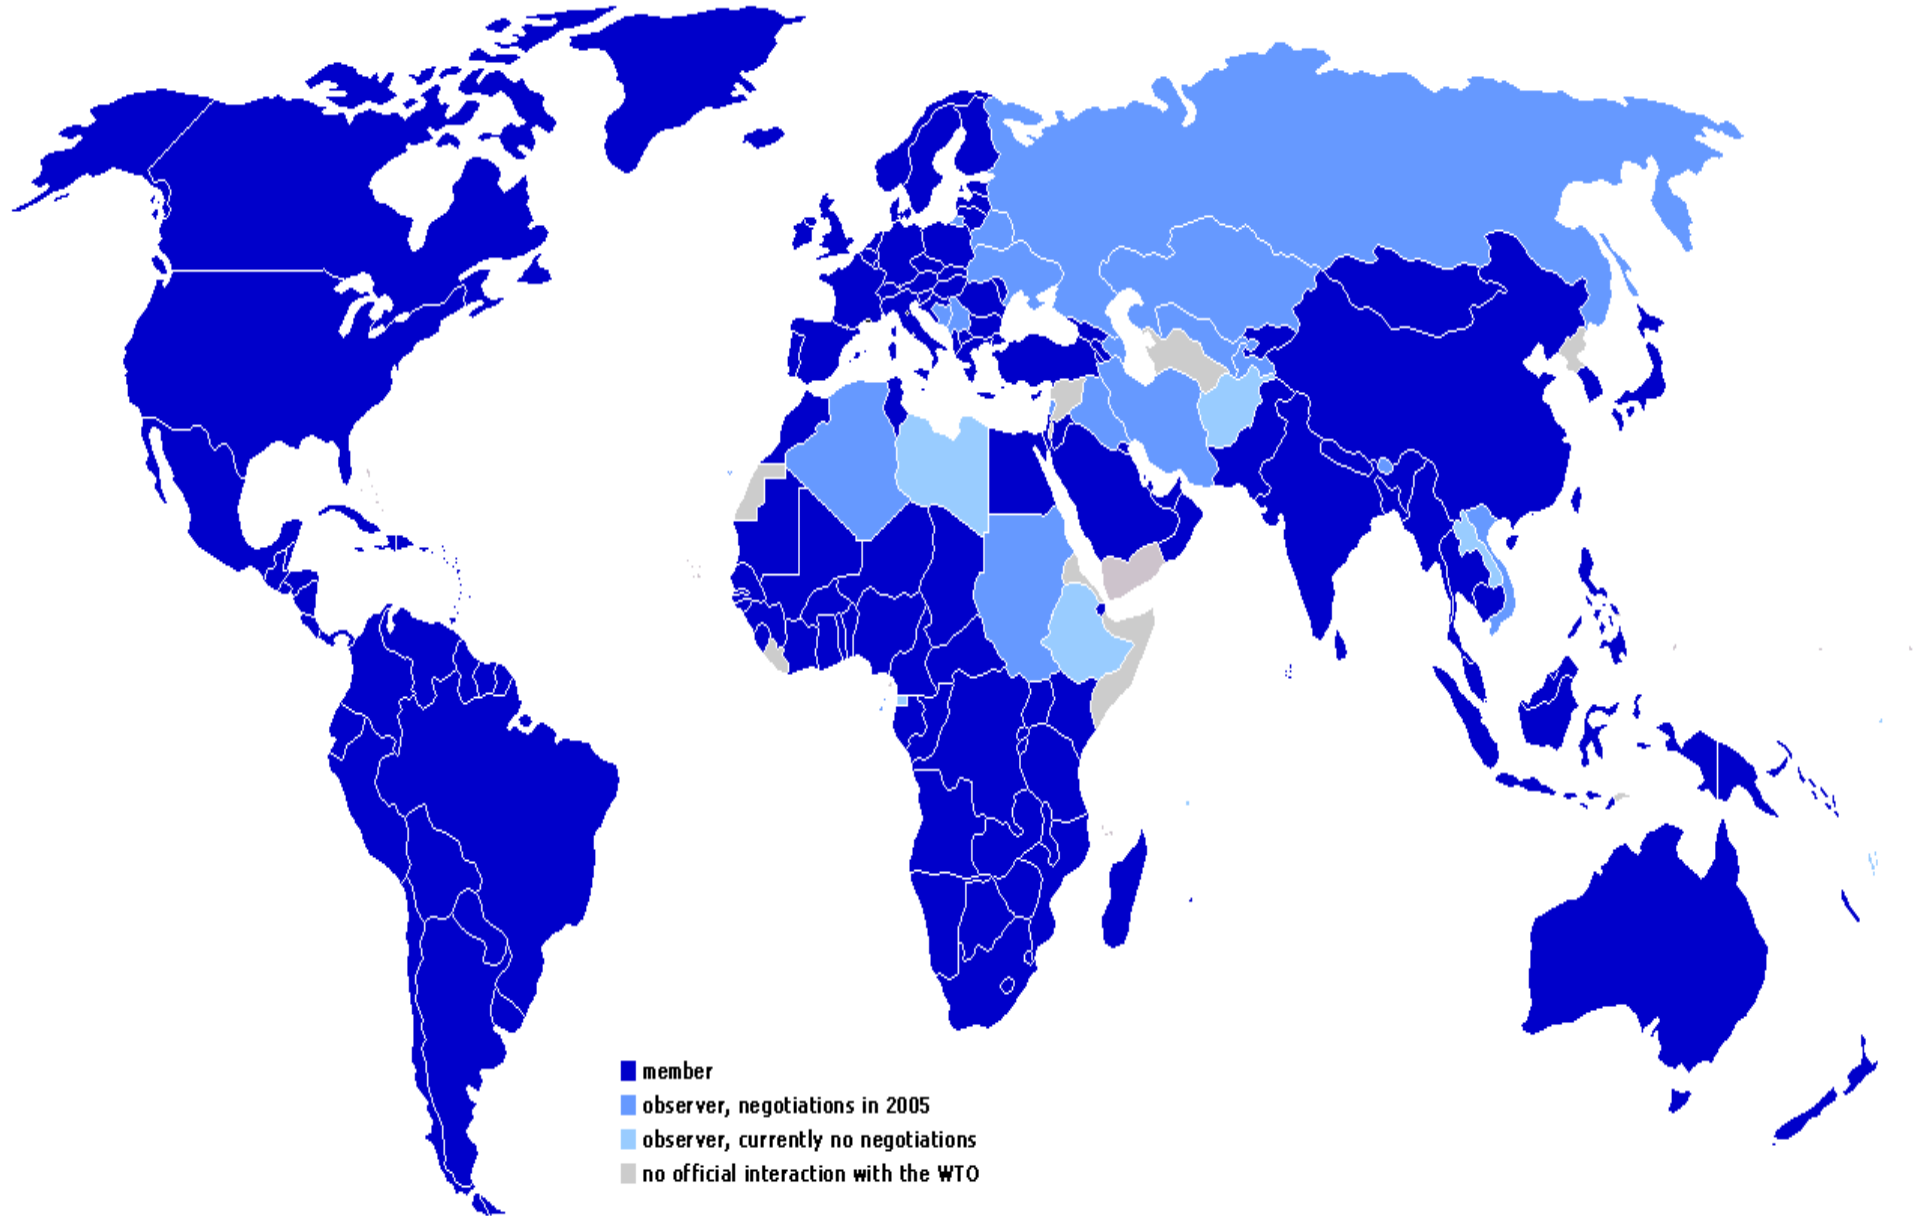 member
observer, negotiations in 2005
observer, currently no negotiations
no official interaction with the WTO